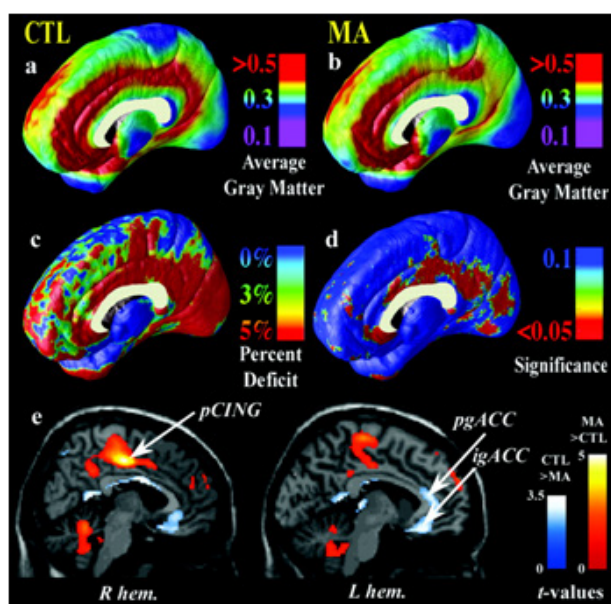 CTL
MA
a
>0.5
0.3
0.1
Average
Gray Matter
b
>0.5
0.3
0.1
Average
Gray Matter
c
0%
3%
5%
Percent
Deficit
d
0.1
<0.05
Significance
e
pCING
pgACC
igACC
R hem.
L hem.
CTL
>MA
3.5
0
MA
>CTL
5
0
t-values